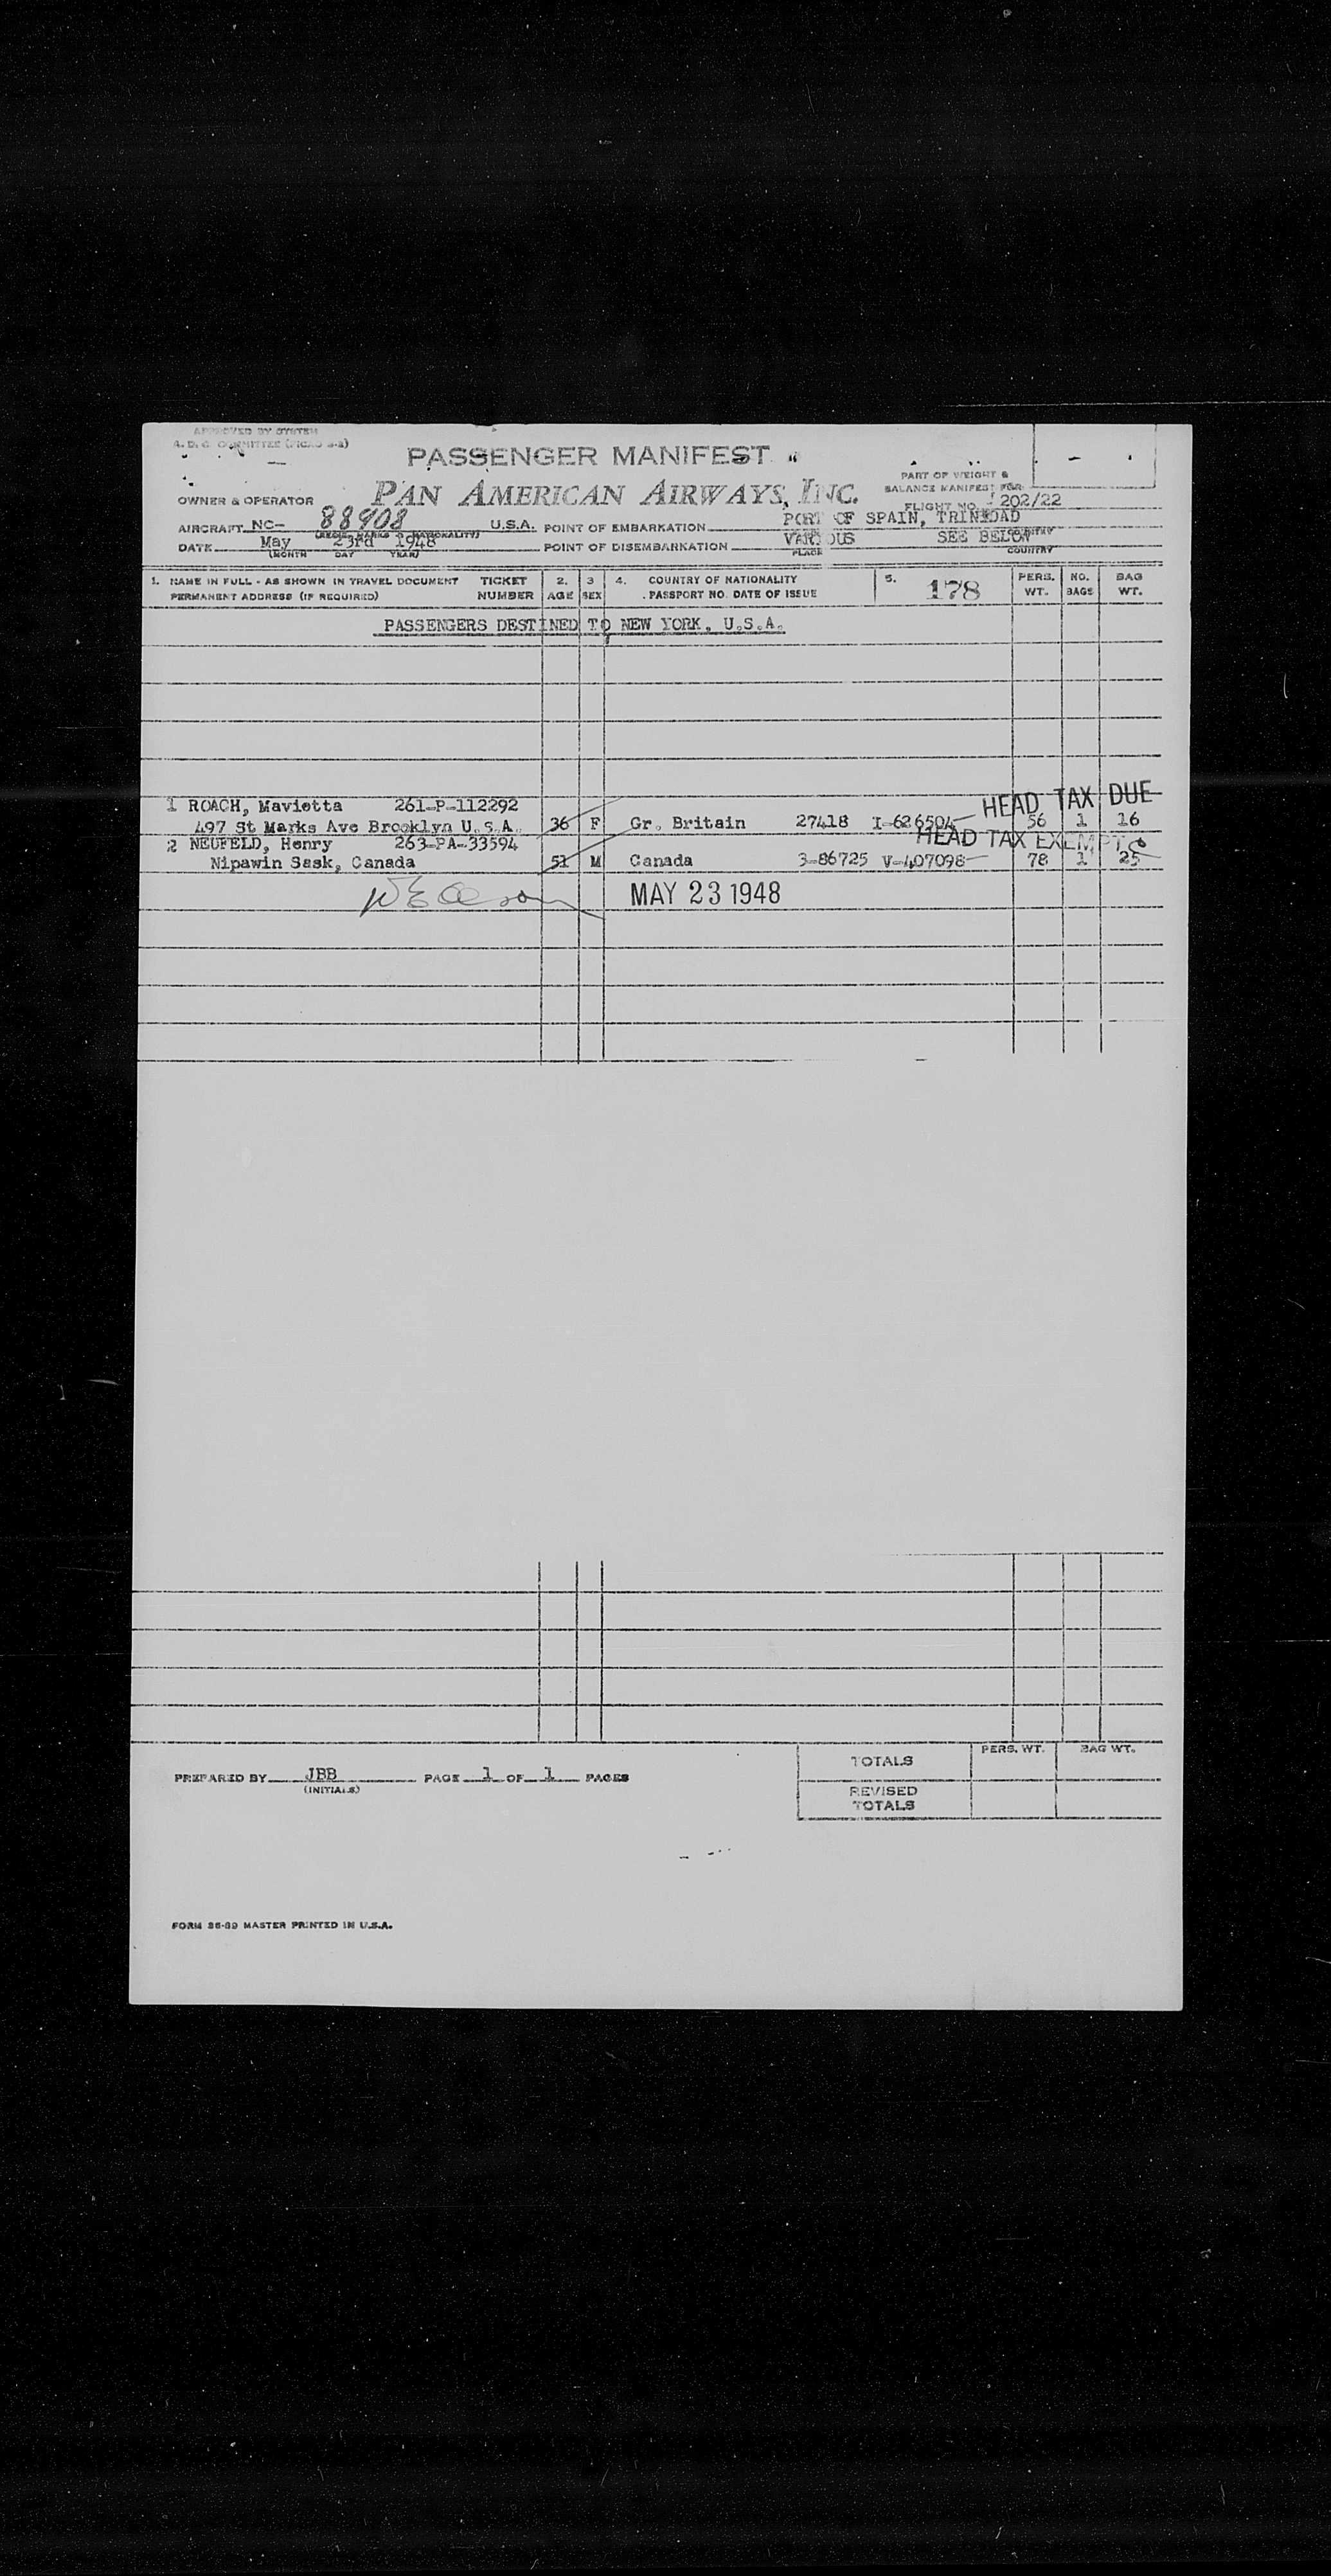 APPROVED BY SYSTEM
PASSENGER MANIFEST
PART OF WEIGHT &
BALANCE MANIFEST FOR
OWNER & OPERATOR PAN AMERICAN AIRWAYS, INC.
FLIGHT NO. 202/22
AIRCRAFT NC- 88908 U.S.A. POINT OF EMBARKATION PORT OF SPAIN, TRINIDAD
DATE May 23rd 1948 POINT OF DISEMBARKATION VARIOUS SEE BELOW
(MONTH DAY YEAR) PLACE COUNTRY
1. NAME IN FULL - AS SHOWN IN TRAVEL DOCUMENT TICKET 2. 3 4. COUNTRY OF NATIONALITY 5. 178 PERS. NO. BAG
PERMANENT ADDRESS (IF REQUIRED) NUMBER AGE SEX PASSPORT NO. DATE OF ISSUE WT. BAGS WT.
PASSENGERS DESTINED TO NEW YORK, U.S.A.
1 ROACH, Mavietta 261-P-112292 HEAD TAX DUE
497 St Marks Ave Brooklyn U.S.A. 36 F Gr. Britain 27418 I-626504 56 1 16
2 NEUFELD, Henry 263-PA-33594 HEAD TAX EXEMPT
Nipawin Sask, Canada 51 M Canada 3-86725 V-407098 78 1 25
MAY 23 1948
PERS. WT. BAG WT.
TOTALS
PREPARED BY JBB PAGE 1 OF 1 PAGES
(INITIALS)
REVISED
TOTALS
FORM 36-89 MASTER PRINTED IN U.S.A.